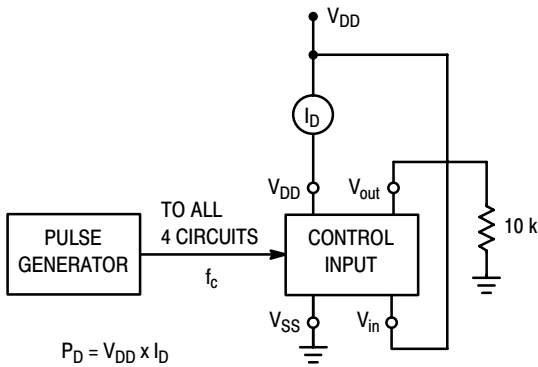 V_DD
I_D
V_DD
V_out
TO ALL
4 CIRCUITS
10 k
PULSE
GENERATOR
CONTROL
INPUT
f_c
V_SS
V_in
P_D = V_DD x I_D